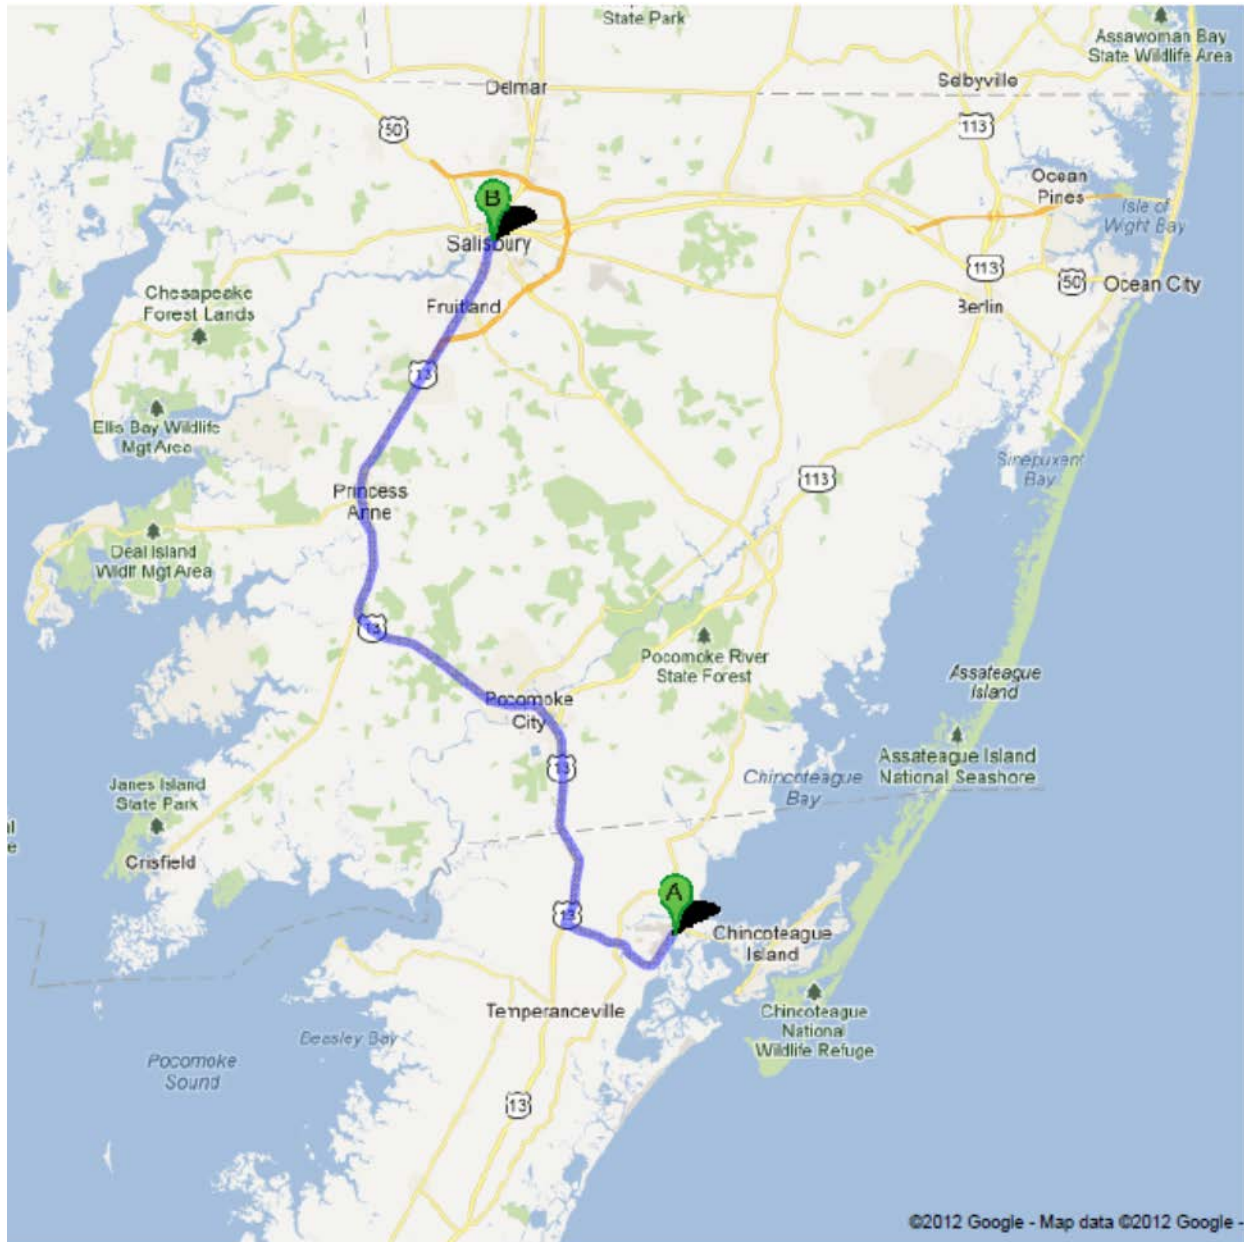 State Park
Assawoman Bay
State Wildlife Area
Delmar
Selbyville
50
113
Ocean
Pines
B
Isle of
Wight Bay
Salisbury
113
50
Ocean City
Chesapeake
Forest Lands
Fruitland
Berlin
13
Ellis Bay Wildlife
Mgt Area
Sinepuxent
Bay
113
Princess
Anne
Deal Island
Wildlf Mgt Area
13
Pocomoke River
State Forest
Assateague
Island
Pocomoke
City
Assateague Island
National Seashore
13
Chincoteague
Bay
Janes Island
State Park
Crisfield
A
13
Chincoteague
Island
Temperanceville
Chincoteague
National
Wildlife Refuge
Beasley Bay
Pocomoke
Sound
13
©2012 Google - Map data ©2012 Google -